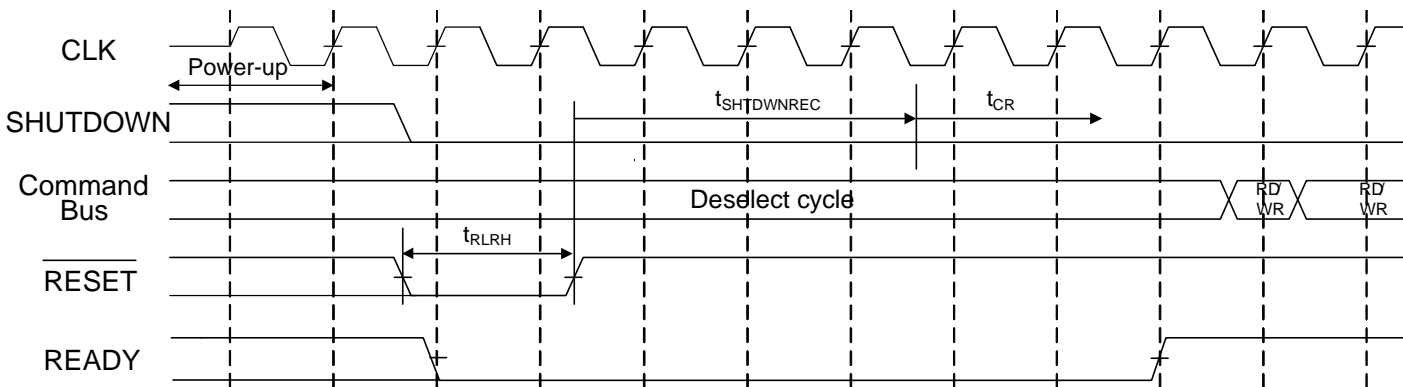 CLK
Power-up
SHUTDOWN
tSHTDWNREC
tCR
Command
Bus
Deselect cycle
RD/
WR
RD/
WR
tRLRH
RESET
READY